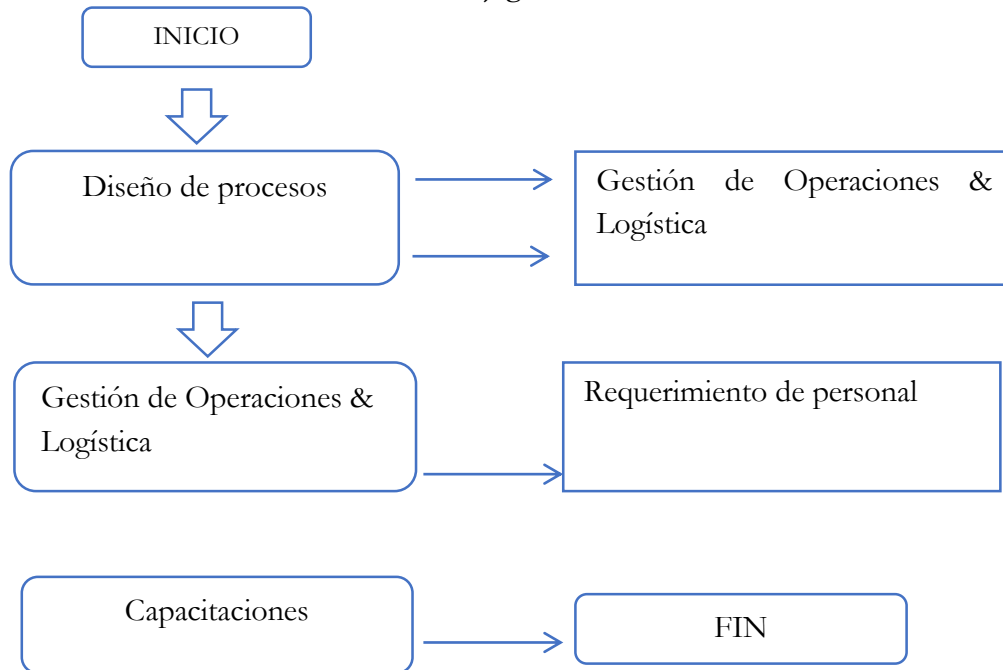 INICIO
Diseño de procesos
Gestión de Operaciones &
Logística
Gestión de Operaciones &
Logística
Requerimiento de personal
Capacitaciones
FIN